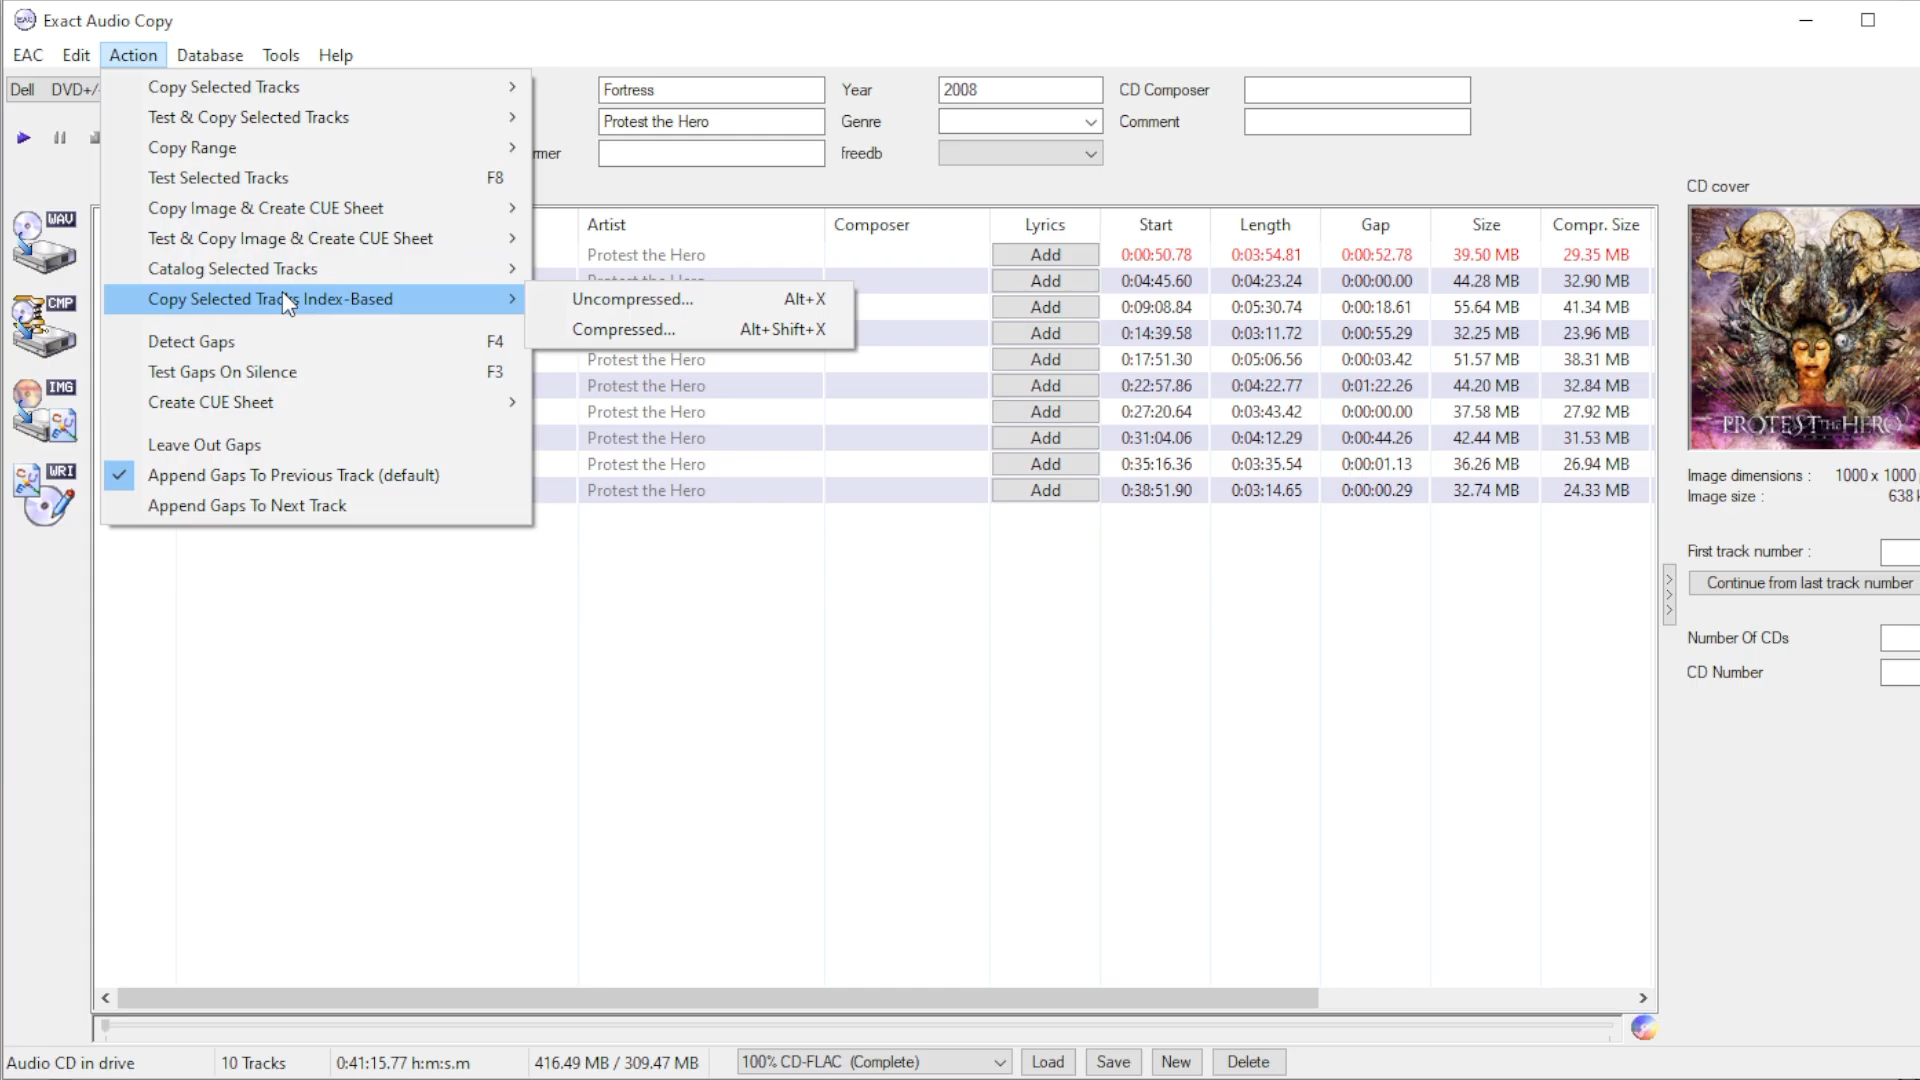 Exact Audio Copy
EAC Edit Action Database Tools Help
Dell DVD+/-
Copy Selected Tracks
Test & Copy Selected Tracks
Copy Range
Test Selected Tracks F8
Copy Image & Create CUE Sheet
Test & Copy Image & Create CUE Sheet
Catalog Selected Tracks
Copy Selected Tracks Index-Based
Detect Gaps F4
Test Gaps On Silence F3
Create CUE Sheet
Leave Out Gaps
Append Gaps To Previous Track (default)
Append Gaps To Next Track
Uncompressed... Alt+X
Compressed... Alt+Shift+X
WAV
CMP
IMG
WRI
Fortress Year 2008 CD Composer
Protest the Hero Genre Comment
rmer freedb
Artist Composer Lyrics Start Length Gap Size Compr. Size
Protest the Hero Add 0:00:50.78 0:03:54.81 0:00:52.78 39.50 MB 29.35 MB
Add 0:04:45.60 0:04:23.24 0:00:00.00 44.28 MB 32.90 MB
Add 0:09:08.84 0:05:30.74 0:00:18.61 55.64 MB 41.34 MB
Add 0:14:39.58 0:03:11.72 0:00:55.29 32.25 MB 23.96 MB
Protest the Hero Add 0:17:51.30 0:05:06.56 0:00:03.42 51.57 MB 38.31 MB
Protest the Hero Add 0:22:57.86 0:04:22.77 0:01:22.26 44.20 MB 32.84 MB
Protest the Hero Add 0:27:20.64 0:03:43.42 0:00:00.00 37.58 MB 27.92 MB
Protest the Hero Add 0:31:04.06 0:04:12.29 0:00:44.26 42.44 MB 31.53 MB
Protest the Hero Add 0:35:16.36 0:03:35.54 0:00:01.13 36.26 MB 26.94 MB
Protest the Hero Add 0:38:51.90 0:03:14.65 0:00:00.29 32.74 MB 24.33 MB
CD cover
PROTEST THE HERO
Image dimensions : 1000 x 1000
Image size : 638
First track number :
Continue from last track number
Number Of CDs
CD Number
Audio CD in drive 10 Tracks 0:41:15.77 h:m:s.m 416.49 MB / 309.47 MB 100% CD-FLAC (Complete) Load Save New Delete